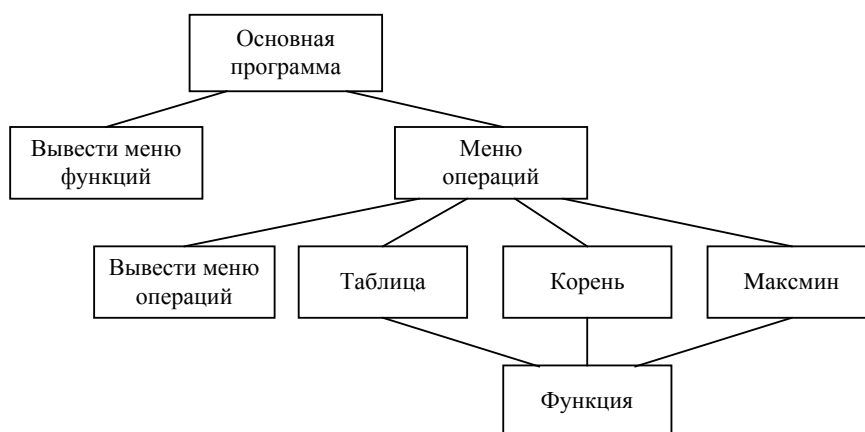 Основная
программа
Вывести меню
функций
Меню
операций
Вывести меню
операций
Таблица
Корень
Максмин
Функция